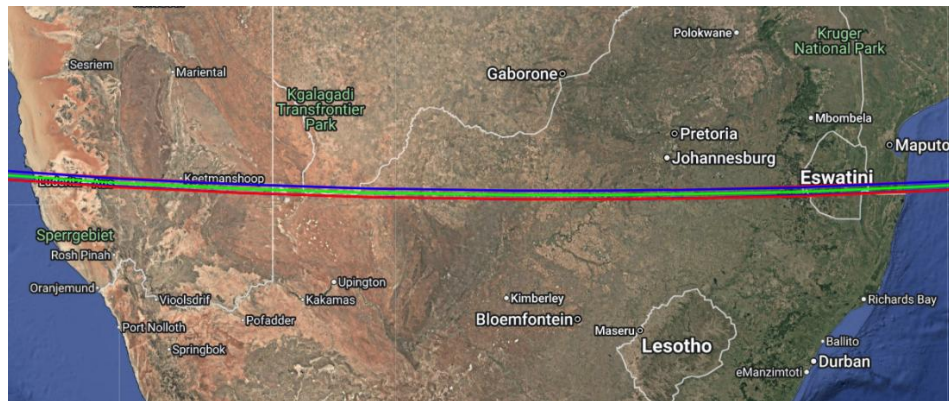 Polokwane
Kruger
National Park
Sesriem
Mariental
Gaborone
Kgalagadi
Transfrontier
Park
Mbombela
Pretoria
Maputo
Johannesburg
Keetmanshoop
Eswatini
Sperrgebiet
Rosh Pinah
Oranjemund
Vioolsdrif
Upington
Kakamas
Kimberley
Richards Bay
Port Nolloth
Pofadder
Bloemfontein
Maseru
Lesotho
Springbok
Ballito
Durban
eManzimtoti